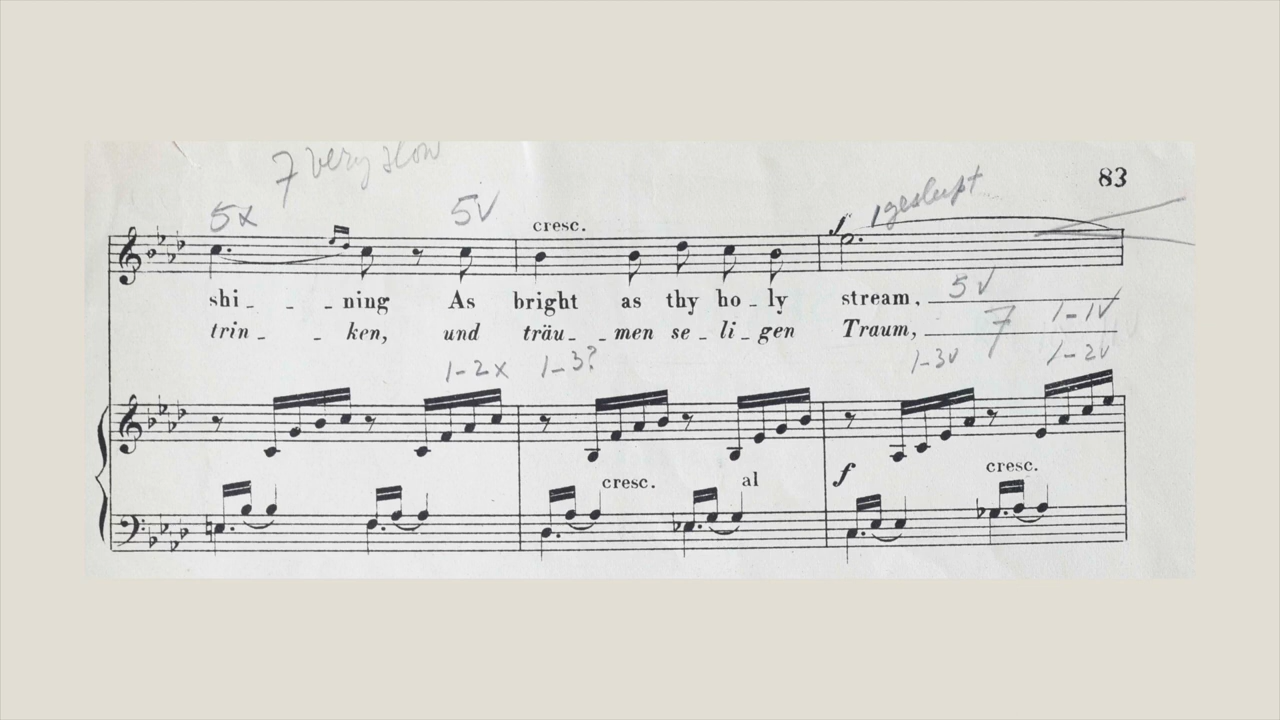 7 very slow
83
5x 5v
cresc.
f
shi - - - ning As bright as thy ho - ly stream,
trin - - ken, und träu - - men se - li - gen Traum,
5v
7 1-1v
1-2x 1-3? 1-3v 1-2v
f cresc.
cresc. al